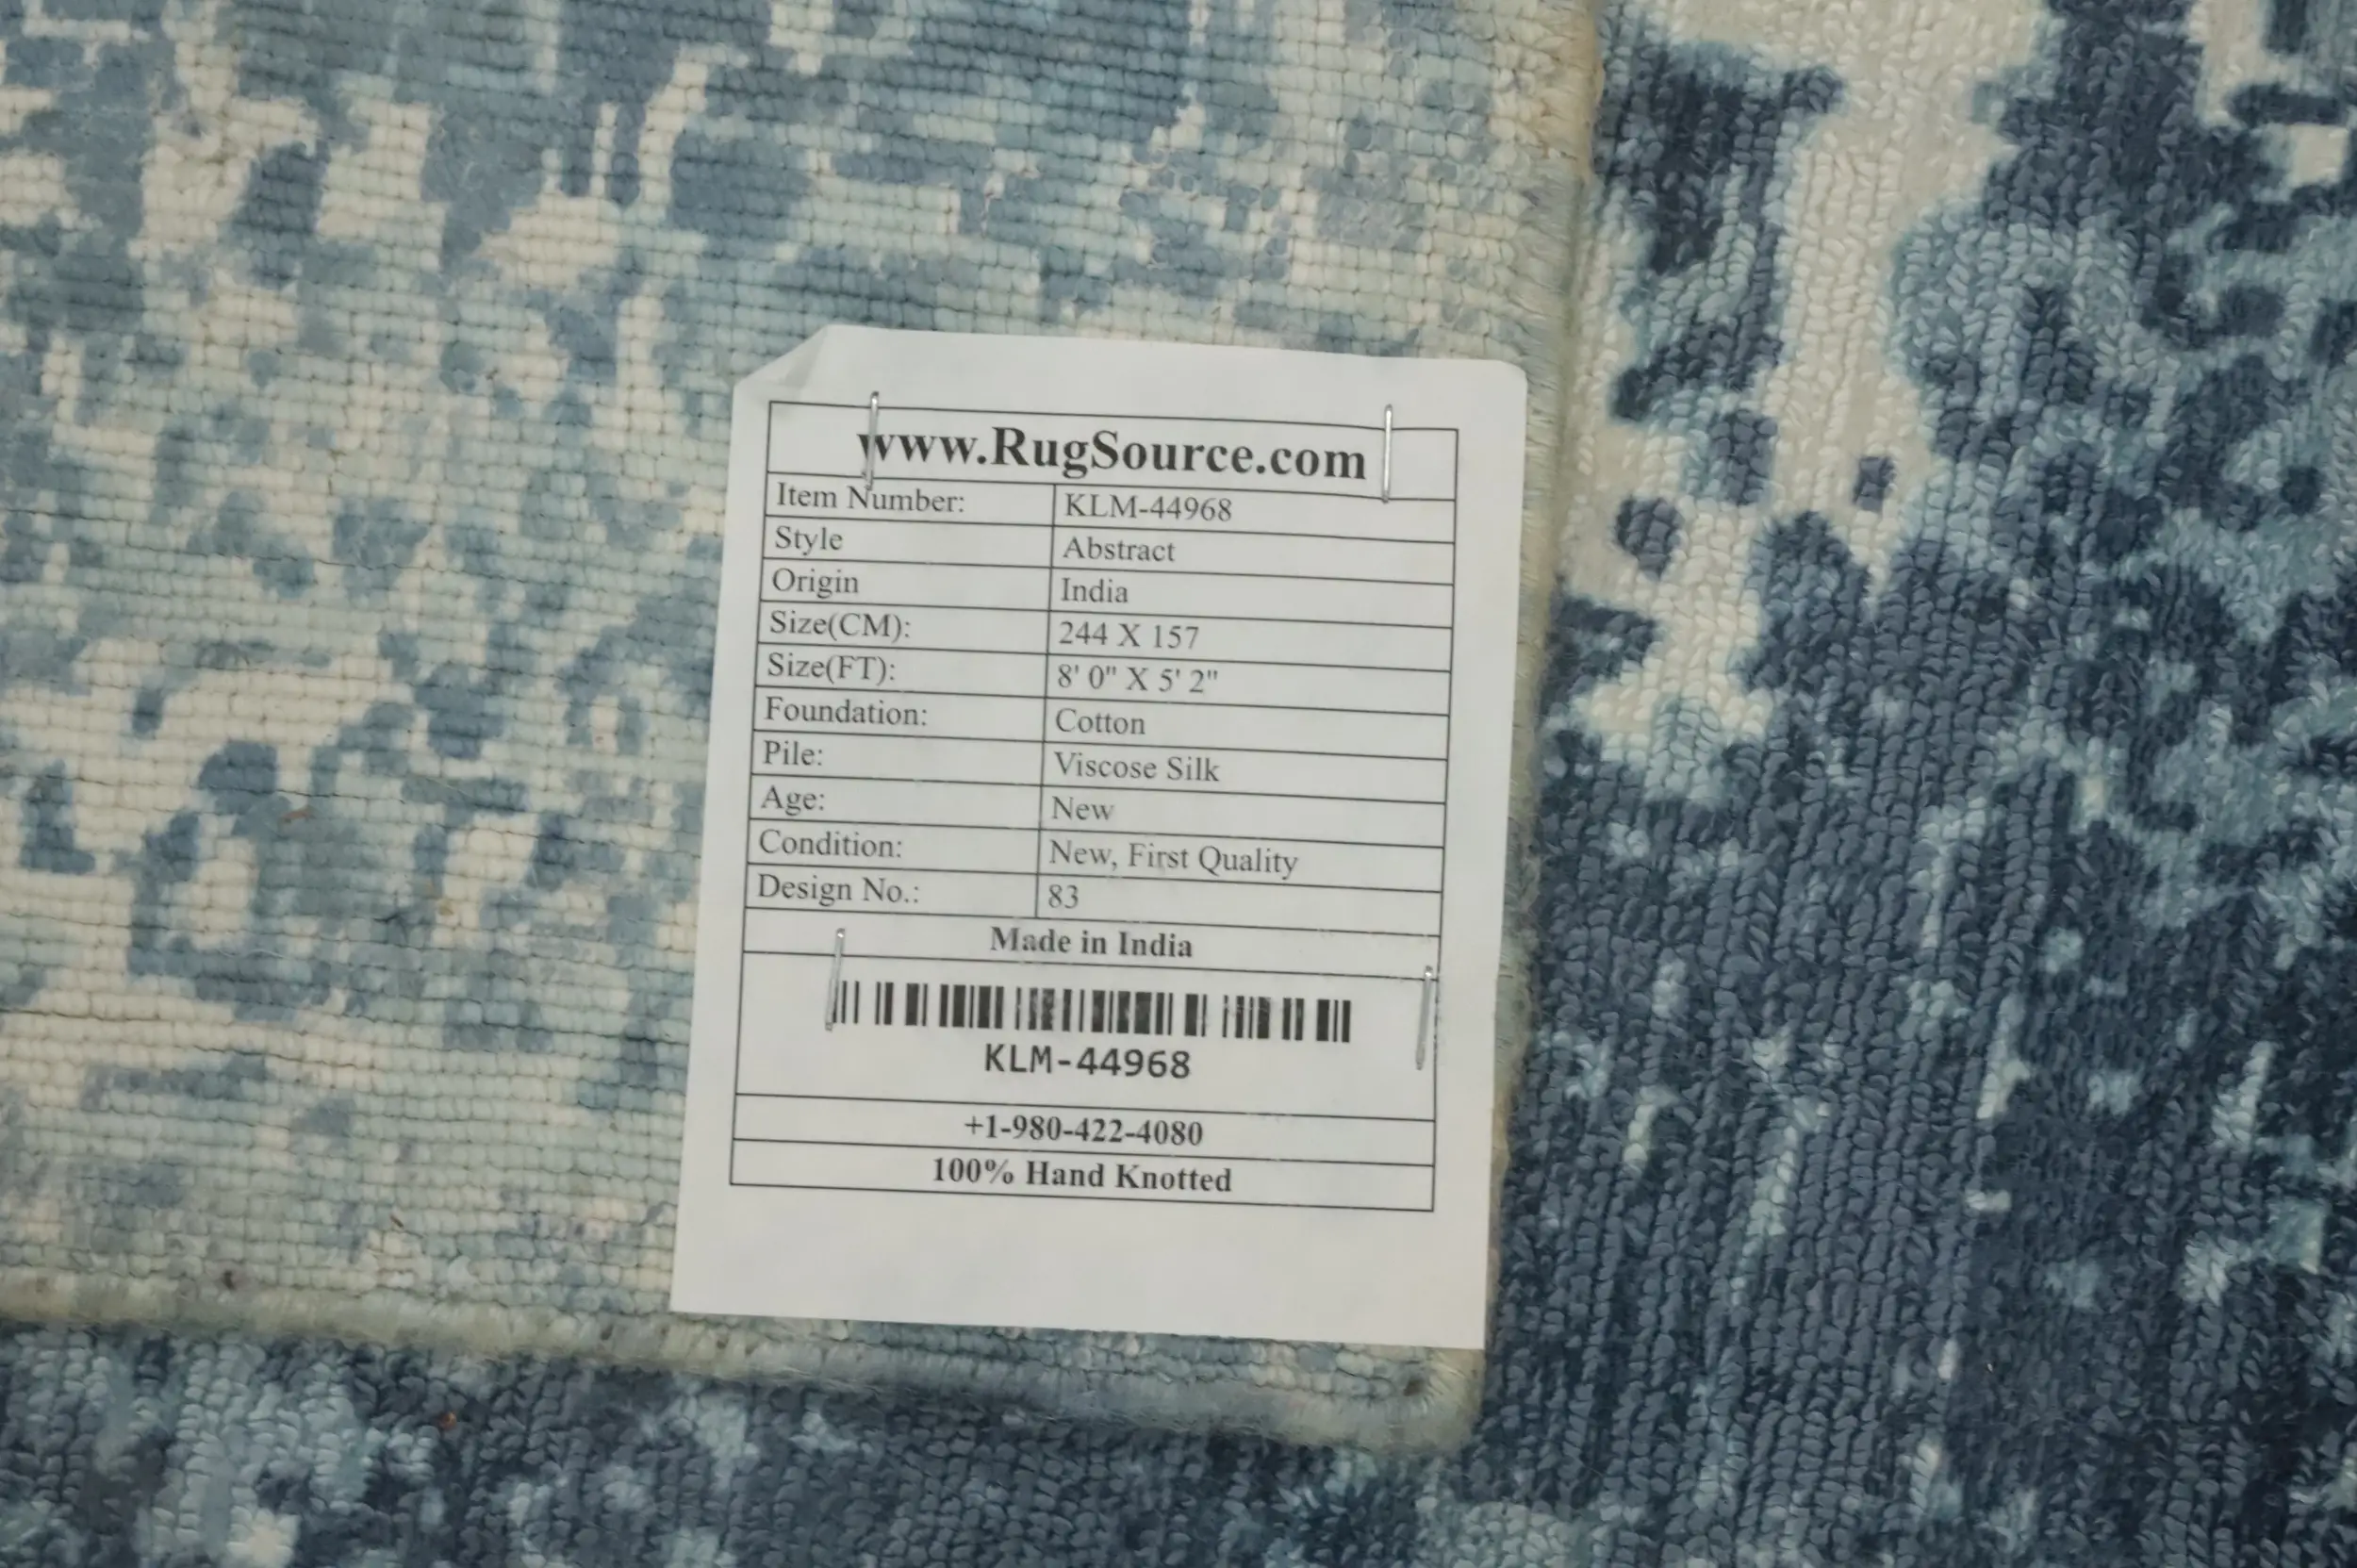 www.RugSource.com
Item Number: KLM-44968
Style Abstract
Origin India
Size(CM): 244 X 157
Size(FT): 8' 0" X 5' 2"
Foundation: Cotton
Pile: Viscose Silk
Age: New
Condition: New, First Quality
Design No.: 83
Made in India
KLM-44968
+1-980-422-4080
100% Hand Knotted